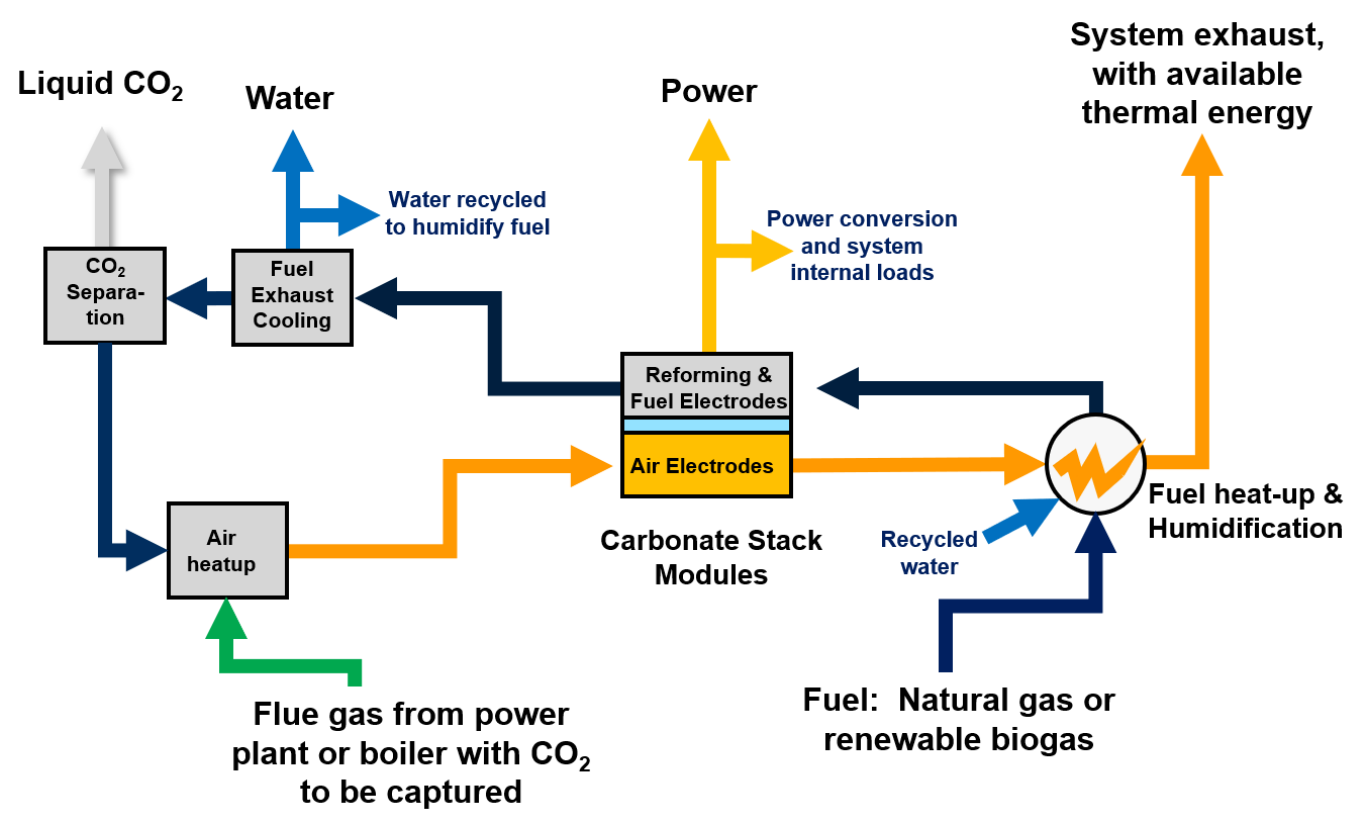 System exhaust,
with available
thermal energy
Liquid CO₂
Water
Power
Water recycled
to humidify fuel
Power conversion
and system
internal loads
CO₂
Separa-
tion
Fuel
Exhaust
Cooling
Reforming &
Fuel Electrodes
Air Electrodes
Carbonate Stack
Modules
Fuel heat-up &
Humidification
Recycled
water
Air
heatup
Flue gas from power
plant or boiler with CO₂
to be captured
Fuel:  Natural gas or
renewable biogas